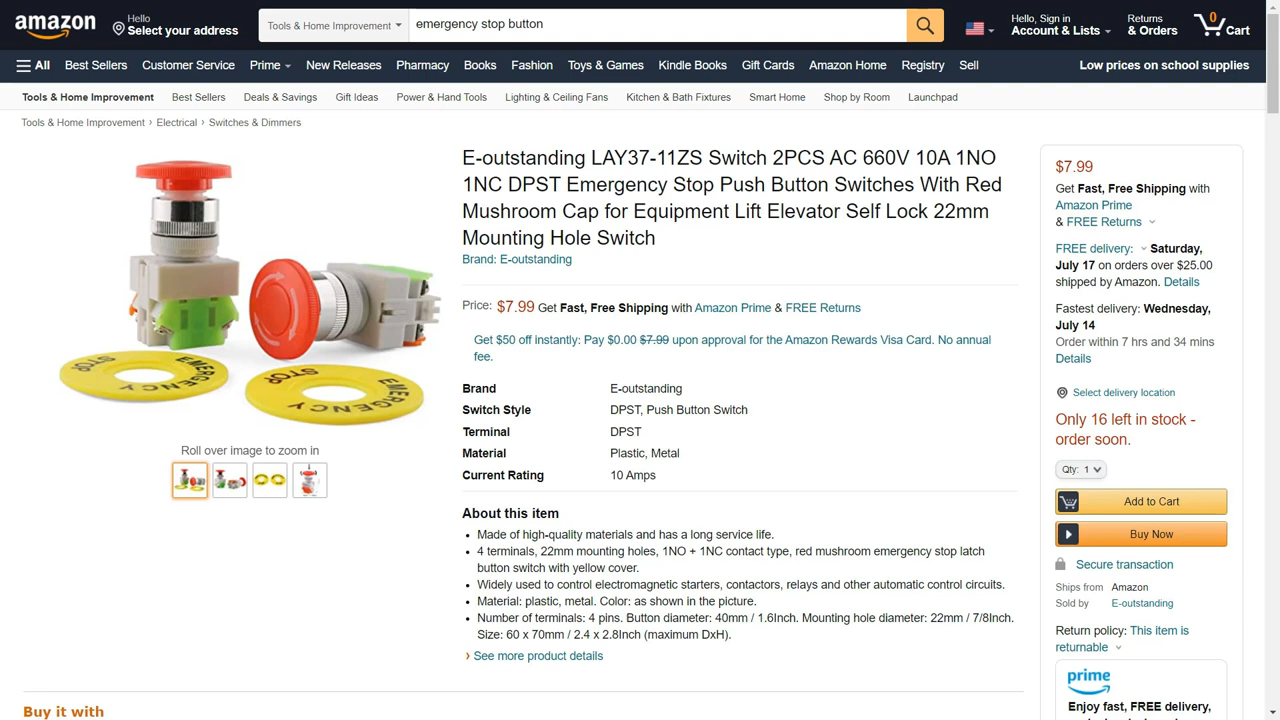 amazon
Hello
Select your address
Tools & Home Improvement
emergency stop button
Hello, Sign in
Account & Lists
Returns
& Orders
0
Cart
All
Best Sellers
Customer Service
Prime
New Releases
Pharmacy
Books
Fashion
Toys & Games
Kindle Books
Gift Cards
Amazon Home
Registry
Sell
Low prices on school supplies
Tools & Home Improvement
Best Sellers
Deals & Savings
Gift Ideas
Power & Hand Tools
Lighting & Ceiling Fans
Kitchen & Bath Fixtures
Smart Home
Shop by Room
Launchpad
Tools & Home Improvement › Electrical › Switches & Dimmers
EMERGENCY STOP
EMERGENCY STOP
Roll over image to zoom in
E-outstanding LAY37-11ZS Switch 2PCS AC 660V 10A 1NO
1NC DPST Emergency Stop Push Button Switches With Red
Mushroom Cap for Equipment Lift Elevator Self Lock 22mm
Mounting Hole Switch
Brand: E-outstanding
Price: $7.99 Get Fast, Free Shipping with Amazon Prime & FREE Returns
Get $50 off instantly: Pay $0.00 $7.99 upon approval for the Amazon Rewards Visa Card. No annual
fee.
Brand E-outstanding
Switch Style DPST, Push Button Switch
Terminal DPST
Material Plastic, Metal
Current Rating 10 Amps
About this item
• Made of high-quality materials and has a long service life.
• 4 terminals, 22mm mounting holes, 1NO + 1NC contact type, red mushroom emergency stop latch
button switch with yellow cover.
• Widely used to control electromagnetic starters, contactors, relays and other automatic control circuits.
• Material: plastic, metal. Color: as shown in the picture.
• Number of terminals: 4 pins. Button diameter: 40mm / 1.6Inch. Mounting hole diameter: 22mm / 7/8Inch.
Size: 60 x 70mm / 2.4 x 2.8Inch (maximum DxH).
› See more product details
Buy it with
$7.99
Get Fast, Free Shipping with
Amazon Prime
& FREE Returns
FREE delivery: Saturday,
July 17 on orders over $25.00
shipped by Amazon. Details
Fastest delivery: Wednesday,
July 14
Order within 7 hrs and 34 mins
Details
Select delivery location
Only 16 left in stock -
order soon.
Qty: 1
Add to Cart
Buy Now
Secure transaction
Ships from Amazon
Sold by E-outstanding
Return policy: This item is
returnable
prime
Enjoy fast, FREE delivery,